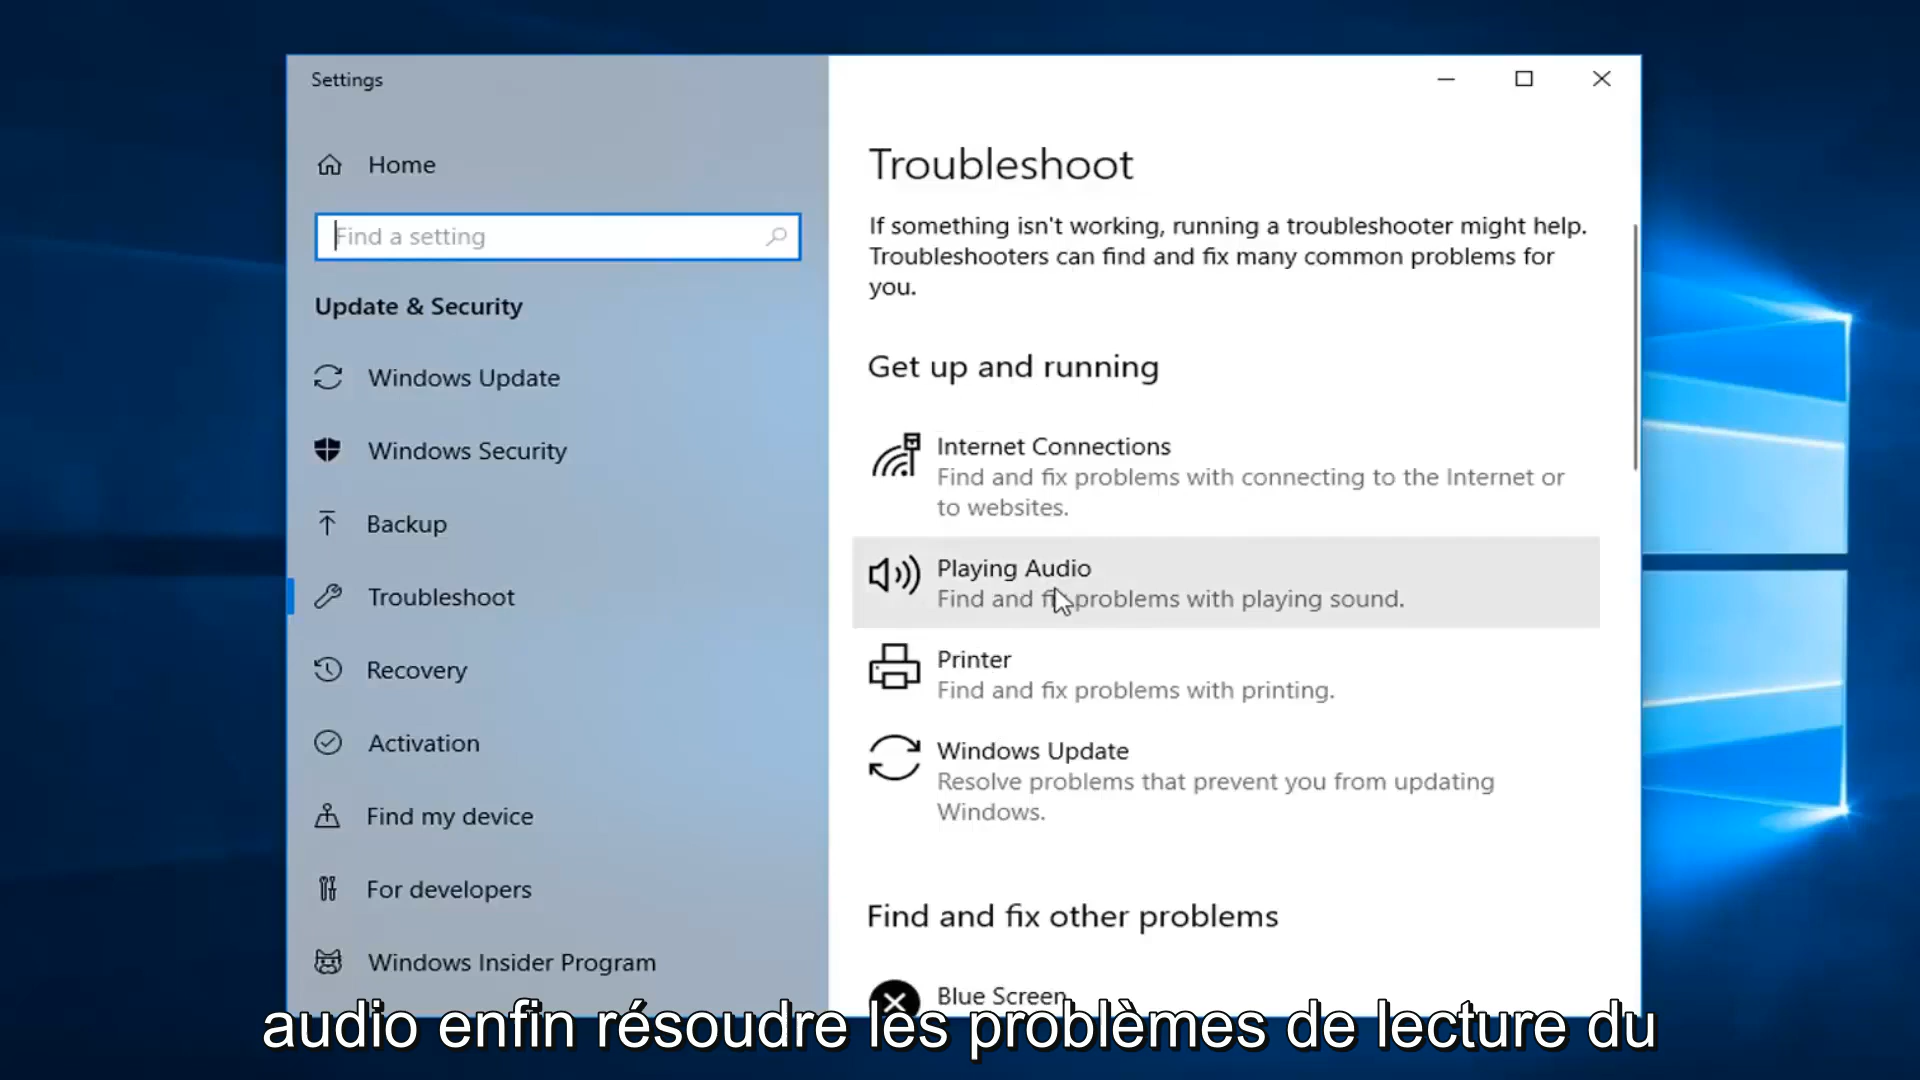 Settings
Home
Find a setting
Update & Security
Windows Update
Windows Security
Backup
Troubleshoot
Recovery
Activation
Find my device
For developers
Windows Insider Program
Troubleshoot
If something isn't working, running a troubleshooter might help.
Troubleshooters can find and fix many common problems for
you.
Get up and running
Internet Connections
Find and fix problems with connecting to the Internet or
to websites.
Playing Audio
Find and fix problems with playing sound.
Printer
Find and fix problems with printing.
Windows Update
Resolve problems that prevent you from updating
Windows.
Find and fix other problems
Blue Screen
audio enfin résoudre les problèmes de lecture du